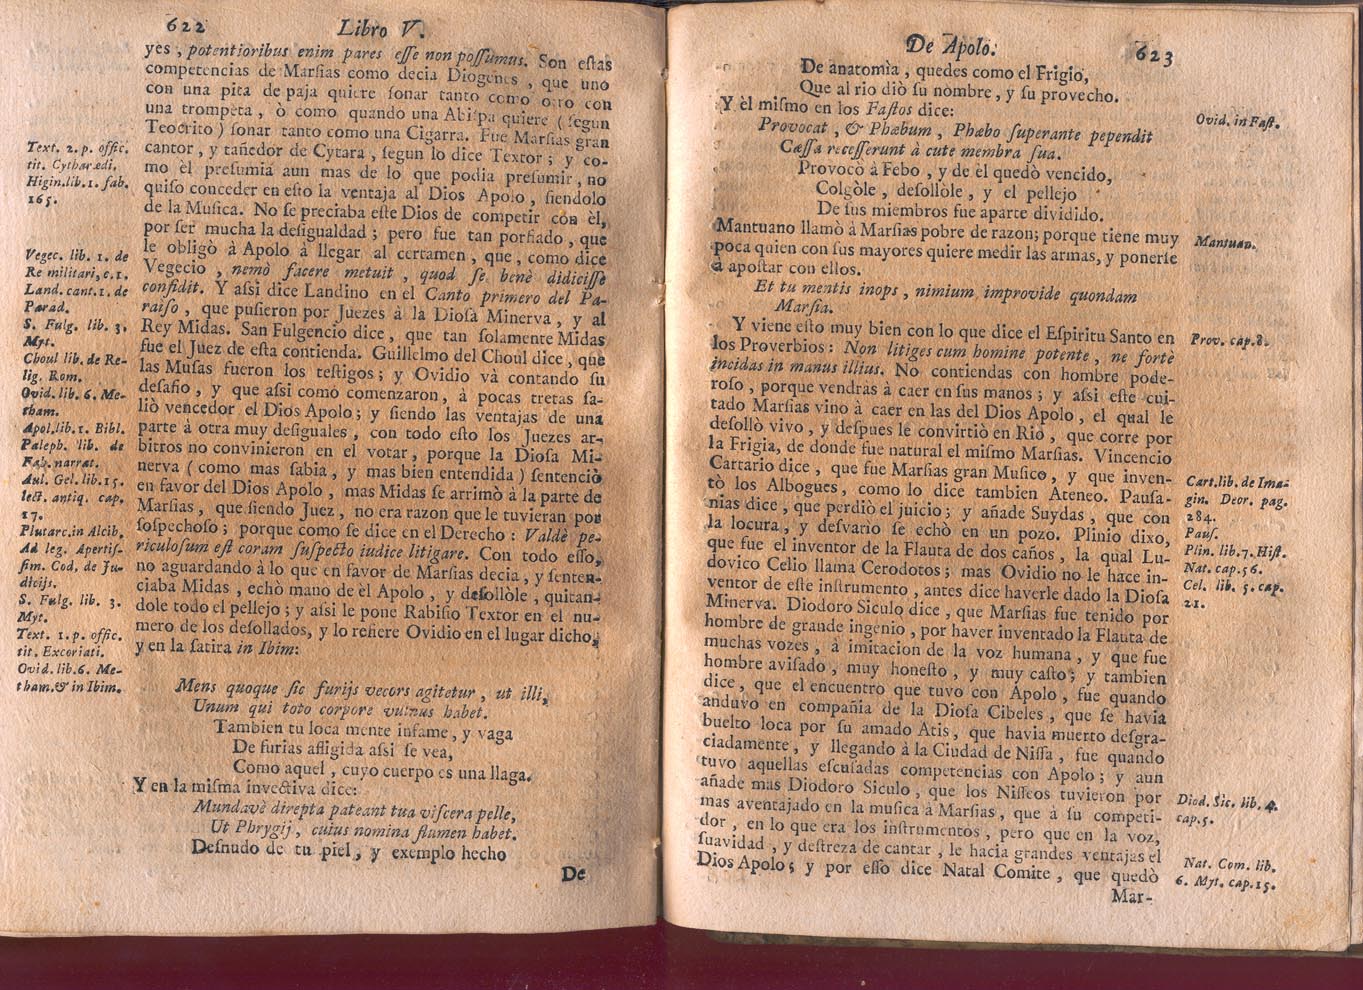 622
Libro V.
yes, potentioribus enim pares eſſe non poſſumus. Son eſtas
competencias de Marſias como decia Diogenes, que uno
con una pita de paja quiere ſonar tanto como otro con
una trompeta, ò como quando una Abiſpa quiere (ſegun
Teocrito) ſonar tanto como una Cigarra. Fue Marſias gran
cantor, y tañedor de Cytara, ſegun lo dice Textor; y co-
mo èl preſumia aun mas de lo que podia preſumir, no
quiſo conceder en eſto la ventaja al Dios Apolo, ſiendolo
de la Muſica. No ſe preciaba eſte Dios de competir con èl,
por ſer mucha la deſigualdad; pero fue tan porfiado, que
le obligò à Apolo à llegar al certamen, que, como dice
Vegecio, nemò facere metuit, quod ſe benè didiciſſe
confidit. Y aſsi dice Landino en el Canto primero del Pa-
raiſo, que puſieron por Juezes à la Dioſa Minerva, y al
Rey Midas. San Fulgencio dice, que tan ſolamente Midas
fue el Juez de eſta contienda. Guillelmo del Choul dice, que
las Muſas fueron los teſtigos; y Ovidio và contando ſu
deſafio, y que aſsi como comenzaron, à pocas tretas ſa-
liò vencedor el Dios Apolo; y ſiendo las ventajas de una
parte à otra muy deſiguales, con todo eſto los Juezes ar-
bitros no convinieron en el votar, porque la Dioſa Mi-
nerva (como mas ſabia, y mas bien entendida) ſentenciò
en favor del Dios Apolo, mas Midas ſe arrimò à la parte de
Marſias, que ſiendo Juez, no era razon que le tuvieran por
ſoſpechoſo; porque como ſe dice en el Derecho: Valdè pe-
riculoſum eſt coram ſuſpecto iudice litigare. Con todo eſſo,
no aguardando à lo que en favor de Marſias decia, y ſenten-
ciaba Midas, echò mano de èl Apolo, y deſollòle, quitan-
dole todo el pellejo; y aſsi le pone Rabiſio Textor en el nu-
mero de los deſollados, y lo refiere Ovidio en el lugar dicho,
y en la ſatira in Ibim:
Mens quoque ſic furijs vecors agitetur, ut illi,
Unum qui toto corpore vulnus habet.
Tambien tu loca mente infame, y vaga
De furias afligida aſsi ſe vea,
Como aquel, cuyo cuerpo es una llaga.
Y en la miſma invectiva dice:
Mundavè direpta pateant tua viſcera pelle,
Ut Phrygij, cuius nomina flumen habet.
Deſnudo de tu piel, y exemplo hecho
De
Text. 2. p. offic.
tit. Cytharædi.
Higin. lib. 1. fab.
165.
Vegec. lib. 1. de
Re militari, c. 1.
Land. cant. 1. de
Parad.
S. Fulg. lib. 3.
Myt.
Choul lib. de Re-
lig. Rom.
Ovid. lib. 6. Me-
tham.
Apol. lib. 1. Bibl.
Paleph. lib. de
Fab. narrat.
Aul. Gel. lib. 15.
lect. antiq. cap.
17.
Plutarc. in Alcib.
Ad leg. Apertiſ-
ſim. Cod. de Ju-
dicijs.
S. Fulg. lib. 3.
Myt.
Text. 1. p. offic.
tit. Excoriati.
Ovid. lib. 6. Me-
tham. & in Ibim.
De Apolo.
623
De anatomìa, quedes como el Frigio,
Que al rio diò ſu nombre, y ſu provecho.
Y èl miſmo en los Faſtos dice:
Provocat, & Phæbum, Phæbo ſuperante pependit
Cæſſa receſſerunt à cute membra ſua.
Provocò à Febo, y de èl quedò vencido,
Colgòle, deſollòle, y el pellejo
De ſus miembros fue aparte dividido.
Mantuano llamò à Marſias pobre de razon; porque tiene muy
poca quien con ſus mayores quiere medir las armas, y ponerſe
à apoſtar con ellos.
Et tu mentis inops, nimium improvide quondam
Marſia.
Y viene eſto muy bien con lo que dice el Eſpiritu Santo en
los Proverbios: Non litiges cum homine potente, ne fortè
incidas in manus illius. No contiendas con hombre pode-
roſo, porque vendràs à caer en ſus manos; y aſsi eſte cui-
tado Marſias vino à caer en las del Dios Apolo, el qual le
deſollò vivo, y deſpues le convirtiò en Rio, que corre por
la Frigia, de donde fue natural el miſmo Marſias. Vincencio
Cartario dice, que fue Marſias gran Muſico, y que inven-
tò los Albogues, como lo dice tambien Ateneo. Pauſa-
nias dice, que perdiò el juicio; y añade Suydas, que con
la locura, y deſvario ſe echò en un pozo. Plinio dixo,
que fue el inventor de la Flauta de dos caños, la qual Lu-
dovico Celio llama Cerodotos; mas Ovidio no le hace in-
ventor de eſte inſtrumento, antes dice haverle dado la Dioſa
Minerva. Diodoro Siculo dice, que Marſias fue tenido por
hombre de grande ingenio, por haver inventado la Flauta de
muchas vozes, à imitacion de la voz humana, y que fue
hombre aviſado, muy honeſto, y muy caſto; y tambien
dice, que el encuentro que tuvo con Apolo, fue quando
anduvo en compañia de la Dioſa Cibeles, que ſe havia
buelto loca por ſu amado Atis, que havia muerto deſgra-
ciadamente, y llegando à la Ciudad de Niſſa, fue quando
tuvo aquellas eſcuſadas competencias con Apolo; y aun
añade mas Diodoro Siculo, que los Niſſeos tuvieron por
mas aventajado en la muſica à Marſias, que à ſu competi-
dor, en lo que era los inſtrumentos, pero que en la voz,
ſuavidad, y deſtreza de cantar, le hacia grandes ventajas el
Dios Apolo; y por eſſo dice Natal Comite, que quedò
Mar-
Ovid. in Faſt.
Mantuan.
Prov. cap. 8.
Cart. lib. de Ima-
gin. Deor. pag.
284.
Pauſ.
Plin. lib. 7. Hiſt.
Nat. cap. 56.
Cel. lib. 5. cap.
21.
Diod. Sic. lib. 4.
cap. 5.
Nat. Com. lib.
6. Myt. cap. 15.